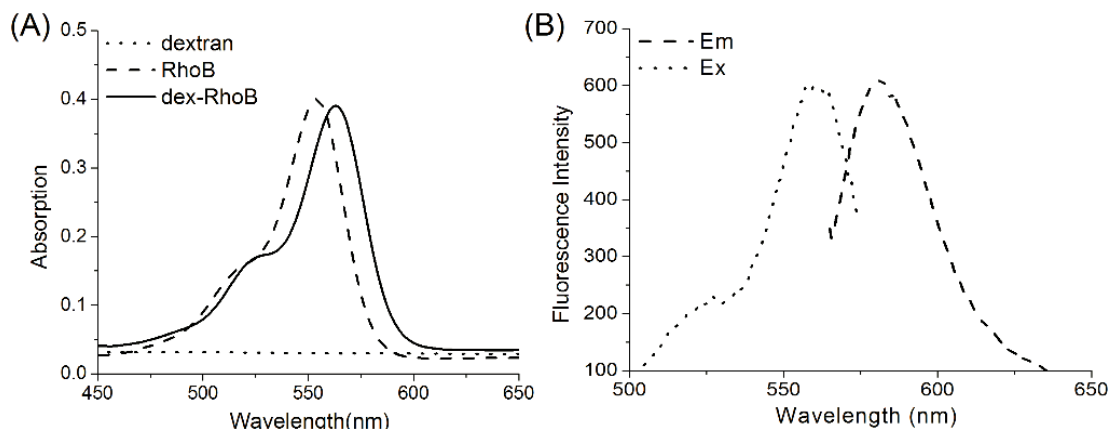 (A)
0.5
0.4
0.3
0.2
0.1
0.0
Absorption
dextran
RhoB
dex-RhoB
450
500
550
600
650
Wavelength(nm)
(B)
700
600
500
400
300
200
100
Fluorescence Intensity
Em
Ex
500
550
600
650
Wavelength (nm)